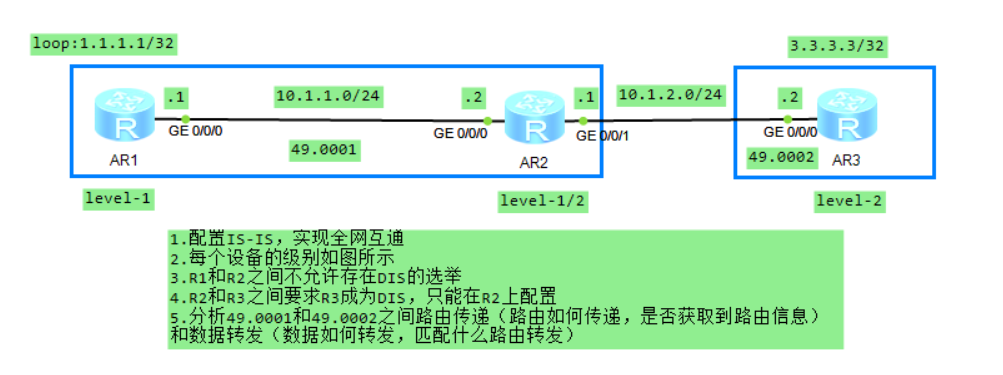 loop:1.1.1.1/32
3.3.3.3/32
.1
10.1.1.0/24
.2
.1
10.1.2.0/24
.2
R
R
R
GE 0/0/0
GE 0/0/0
GE 0/0/1
GE 0/0/0
49.0001
49.0002
AR1
AR2
AR3
level-1
level-1/2
level-2
1.配置IS-IS，实现全网互通
2.每个设备的级别如图所示
3.R1和R2之间不允许存在DIS的选举
4.R2和R3之间要求R3成为DIS，只能在R2上配置
5.分析49.0001和49.0002之间路由传递（路由如何传递，是否获取到路由信息）
和数据转发（数据如何转发，匹配什么路由转发）